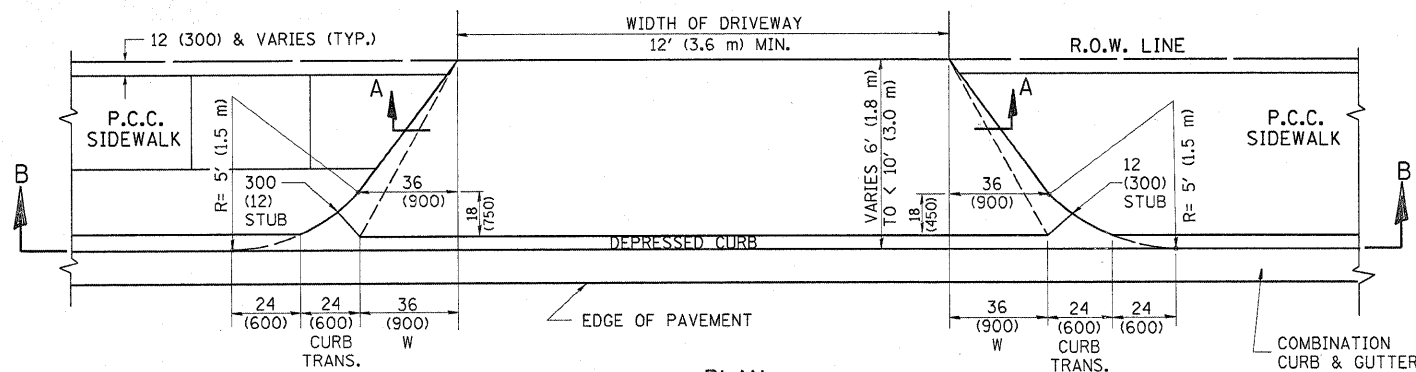 WIDTH OF DRIVEWAY
12' (3.6 m) MIN.
12 (300) & VARIES (TYP.)
R.O.W. LINE
A
A
P.C.C.
SIDEWALK
P.C.C.
SIDEWALK
R= 5' (1.5 m)
VARIES 6' (1.8 m)
TO < 10' (3.0 m)
R= 5' (1.5 m)
B
B
300
(12)
STUB
36
(900)
18
(750)
18
(450)
36
(900)
12
(300)
STUB
DEPRESSED CURB
24
(600)
24
(600)
CURB
TRANS.
36
(900)
W
EDGE OF PAVEMENT
36
(900)
W
24
(600)
CURB
TRANS.
24
(600)
COMBINATION
CURB & GUTTER